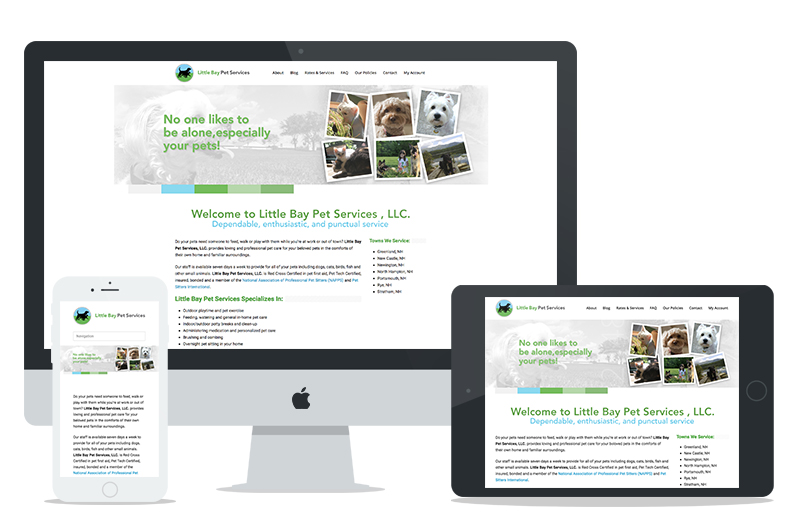 Little Bay Pet Services
About Blog Rates & Services FAQ Our Policies Contact My Account
No one likes to
be alone,especially
your pets!
Welcome to Little Bay Pet Services , LLC.
Dependable, enthusiastic, and punctual service
Do your pets need someone to feed, walk or play with them while you're at work or out of town? Little Bay
Pet Services, LLC. provides loving and professional pet care for your beloved pets in the comforts of
their own home and familiar surroundings.
Our staff is available seven days a week to provide for all of your pets including dogs, cats, birds, fish and
other small animals. Little Bay Pet Services, LLC. is Red Cross Certified in pet first aid, Pet Tech Certified,
insured, bonded and a member of the National Association of Professional Pet Sitters (NAPPS) and Pet
Sitters International.
Little Bay Pet Services Specializes In:
Outdoor playtime and pet exercise
Feeding, watering and general in-home pet care
Indoor/outdoor potty breaks and clean-up
Administering medication and personalized pet care
Brushing and combing
Overnight pet sitting in your home
Towns We Service:
Greenland, NH
New Castle, NH
Newington, NH
North Hampton, NH
Portsmouth, NH
Rye, NH
Stratham, NH
Little Bay Pet Services
Navigation
No one likes to
be alone,especially
your pets!
Do your pets need someone to feed, walk or
play with them while you're at work or out of
town? Little Bay Pet Services, LLC. provides
loving and professional pet care for your
beloved pets in the comforts of their own
home and familiar surroundings.
Our staff is available seven days a week to
provide for all of your pets including dogs,
cats, birds, fish and other small animals.
Little Bay Pet Services, LLC. is Red Cross
Certified in pet first aid, Pet Tech Certified,
insured, bonded and a member of the
National Association of Professional Pet
Little Bay Pet Services
About Blog Rates & Services FAQ Our Policies Contact My Account
No one likes to
be alone,especially
your pets!
Welcome to Little Bay Pet Services , LLC.
Dependable, enthusiastic, and punctual service
Do your pets need someone to feed, walk or play with them while you're at work or out of town? Little Bay
Pet Services, LLC. provides loving and professional pet care for your beloved pets in the comforts of
their own home and familiar surroundings.
Our staff is available seven days a week to provide for all of your pets including dogs, cats, birds, fish and
other small animals. Little Bay Pet Services, LLC. is Red Cross Certified in pet first aid, Pet Tech Certified,
insured, bonded and a member of the National Association of Professional Pet Sitters (NAPPS) and Pet
Sitters International.
Towns We Service:
Greenland, NH
New Castle, NH
Newington, NH
North Hampton, NH
Portsmouth, NH
Rye, NH
Stratham, NH